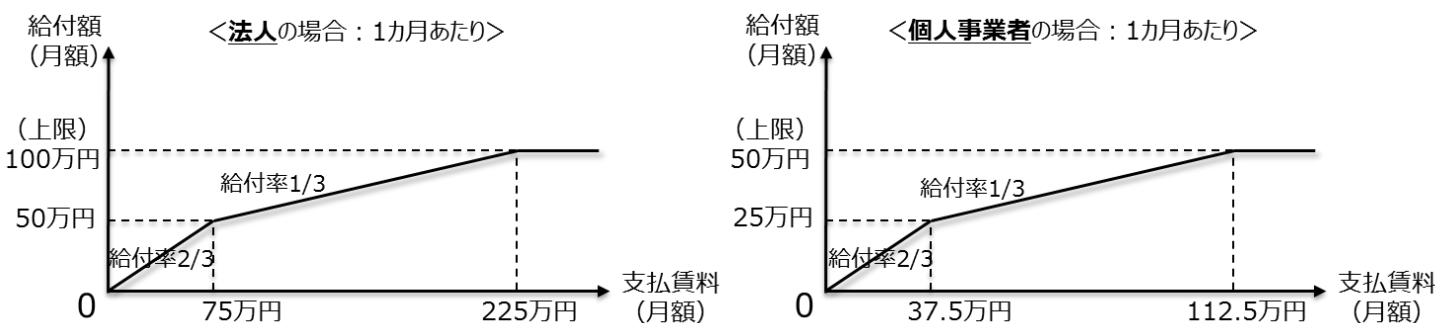 給付額
(月額)
<法人の場合：1カ月あたり>
(上限)
100万円
給付率1/3
50万円
給付率2/3
0
75万円
225万円
支払賃料
(月額)
給付額
(月額)
<個人事業者の場合：1カ月あたり>
(上限)
50万円
給付率1/3
25万円
給付率2/3
0
37.5万円
112.5万円
支払賃料
(月額)